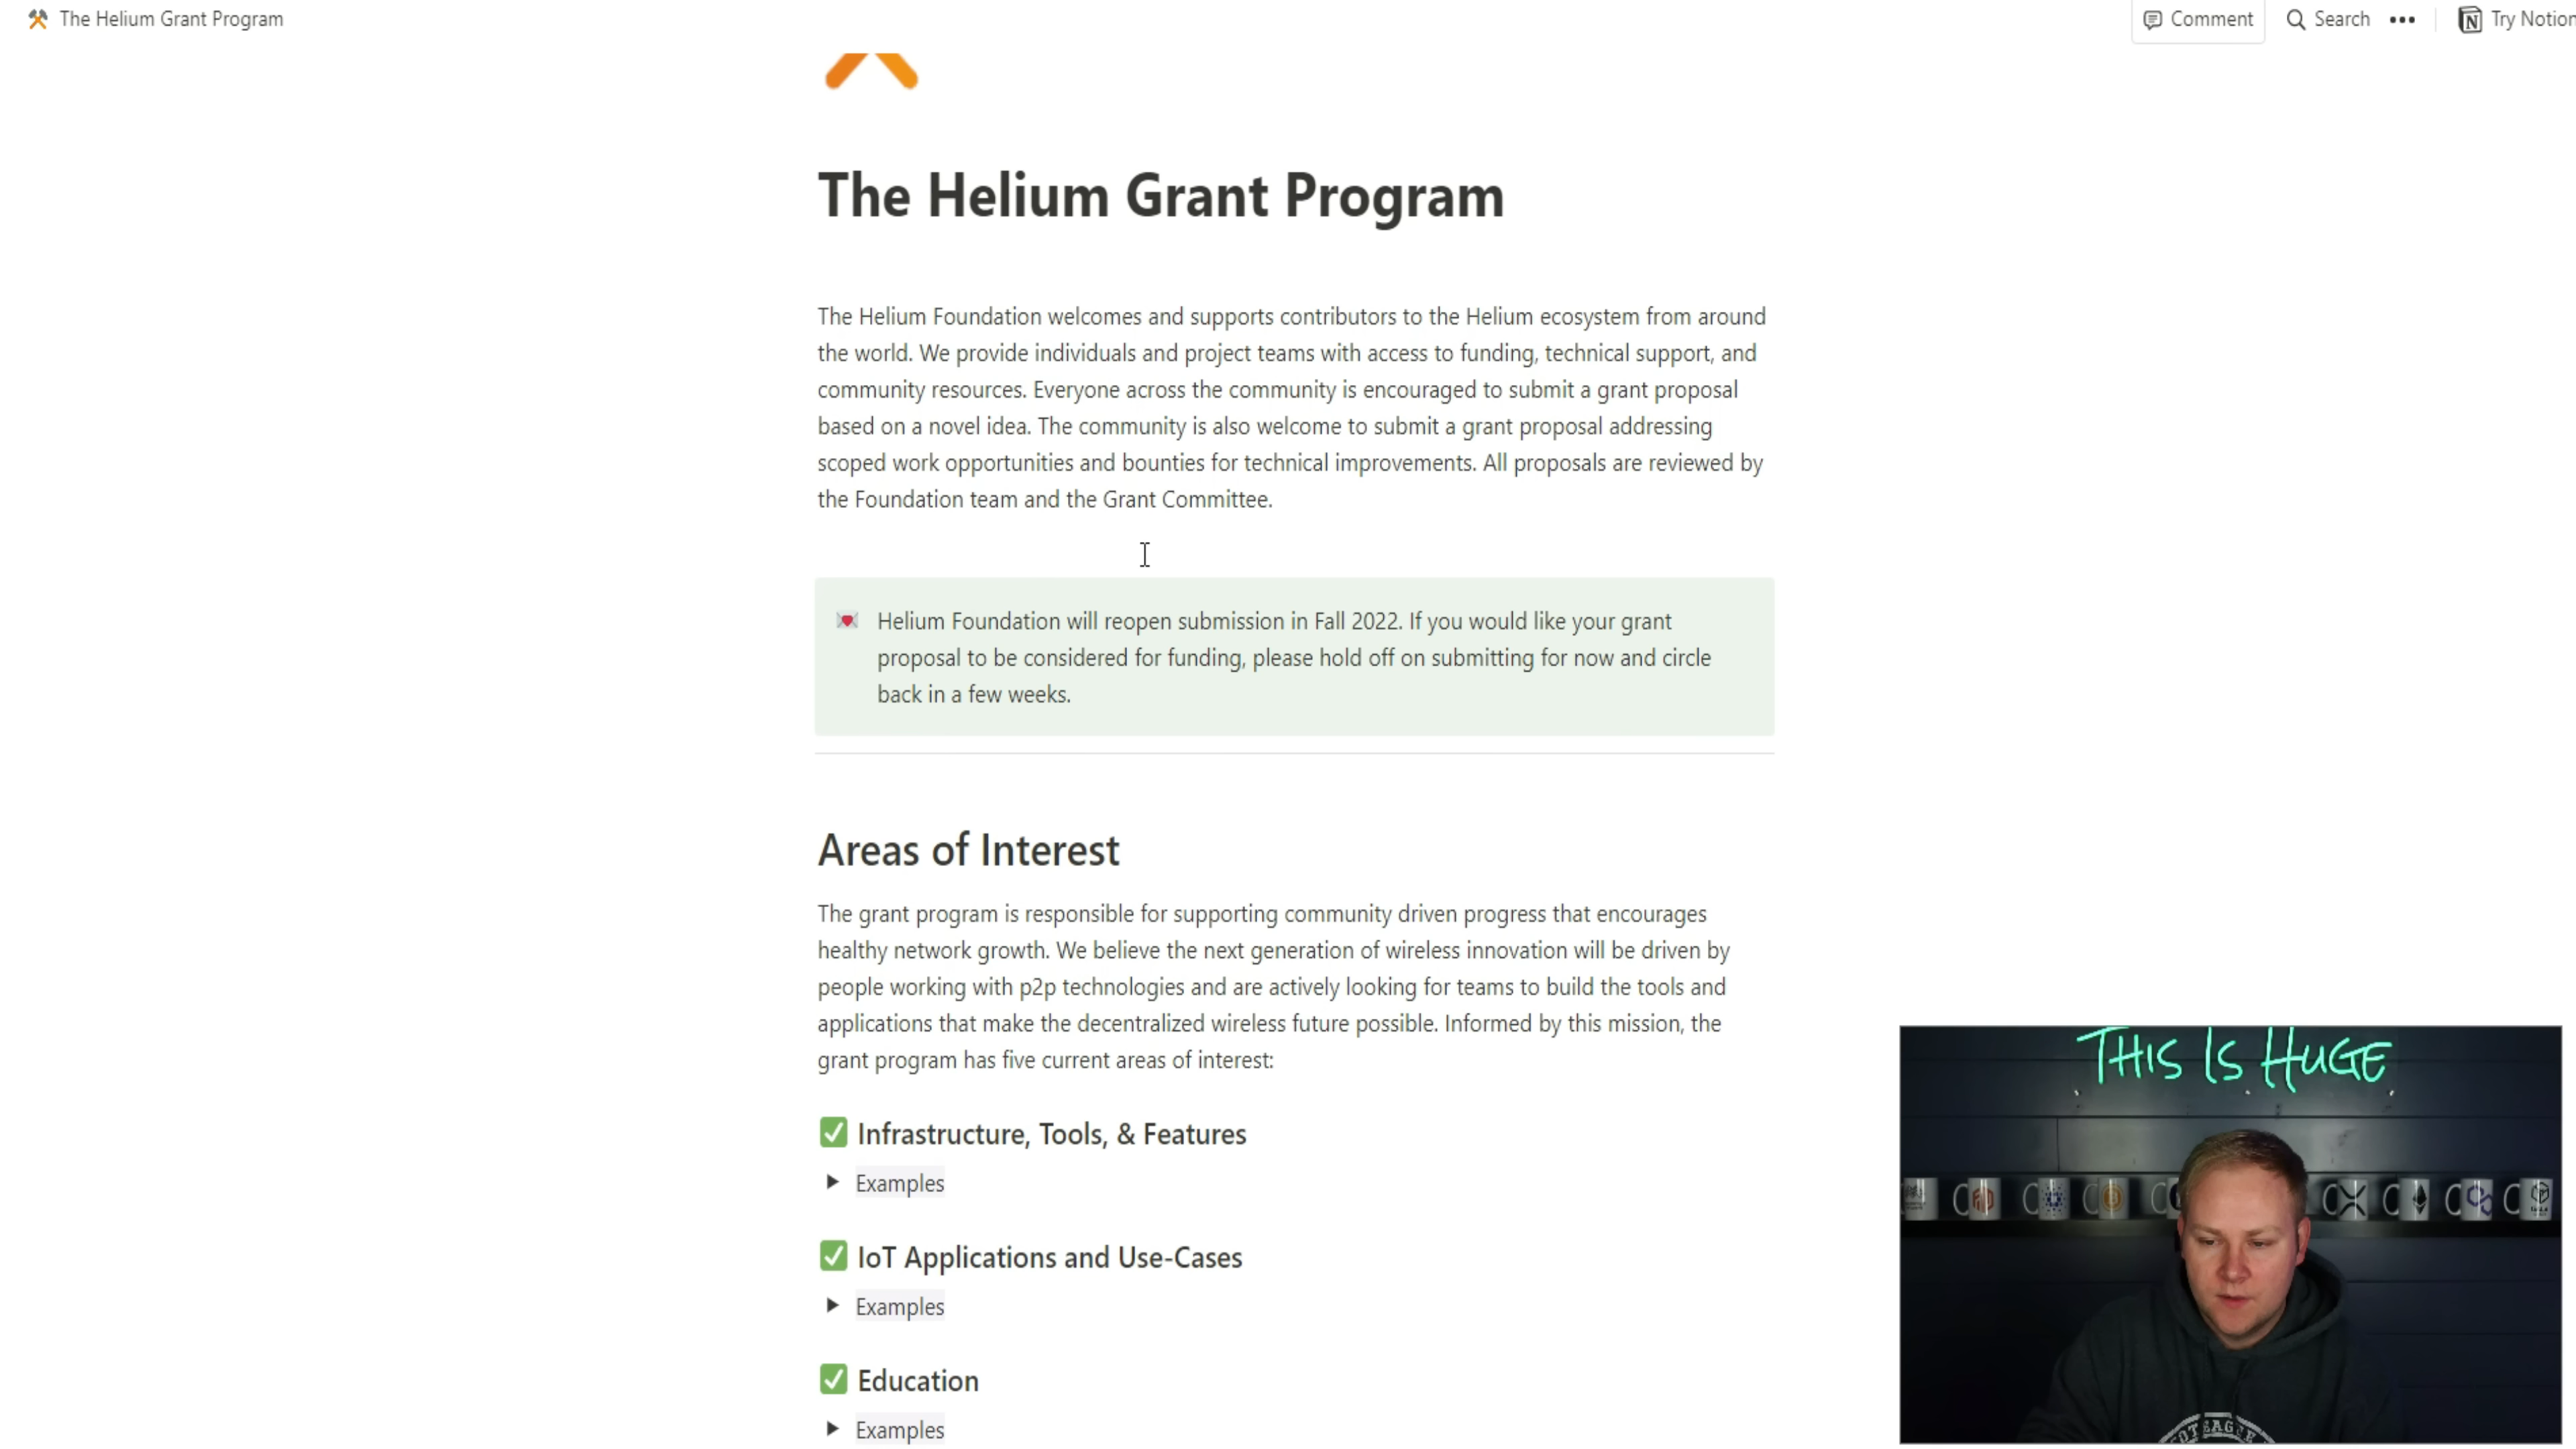 The Helium Grant Program
Comment
Search
Try Notion
The Helium Grant Program
The Helium Foundation welcomes and supports contributors to the Helium ecosystem from around
the world. We provide individuals and project teams with access to funding, technical support, and
community resources. Everyone across the community is encouraged to submit a grant proposal
based on a novel idea. The community is also welcome to submit a grant proposal addressing
scoped work opportunities and bounties for technical improvements. All proposals are reviewed by
the Foundation team and the Grant Committee.
Helium Foundation will reopen submission in Fall 2022. If you would like your grant
proposal to be considered for funding, please hold off on submitting for now and circle
back in a few weeks.
Areas of Interest
The grant program is responsible for supporting community driven progress that encourages
healthy network growth. We believe the next generation of wireless innovation will be driven by
people working with p2p technologies and are actively looking for teams to build the tools and
applications that make the decentralized wireless future possible. Informed by this mission, the
grant program has five current areas of interest:
Infrastructure, Tools, & Features
Examples
IoT Applications and Use-Cases
Examples
Education
Examples
THIS IS HUGE